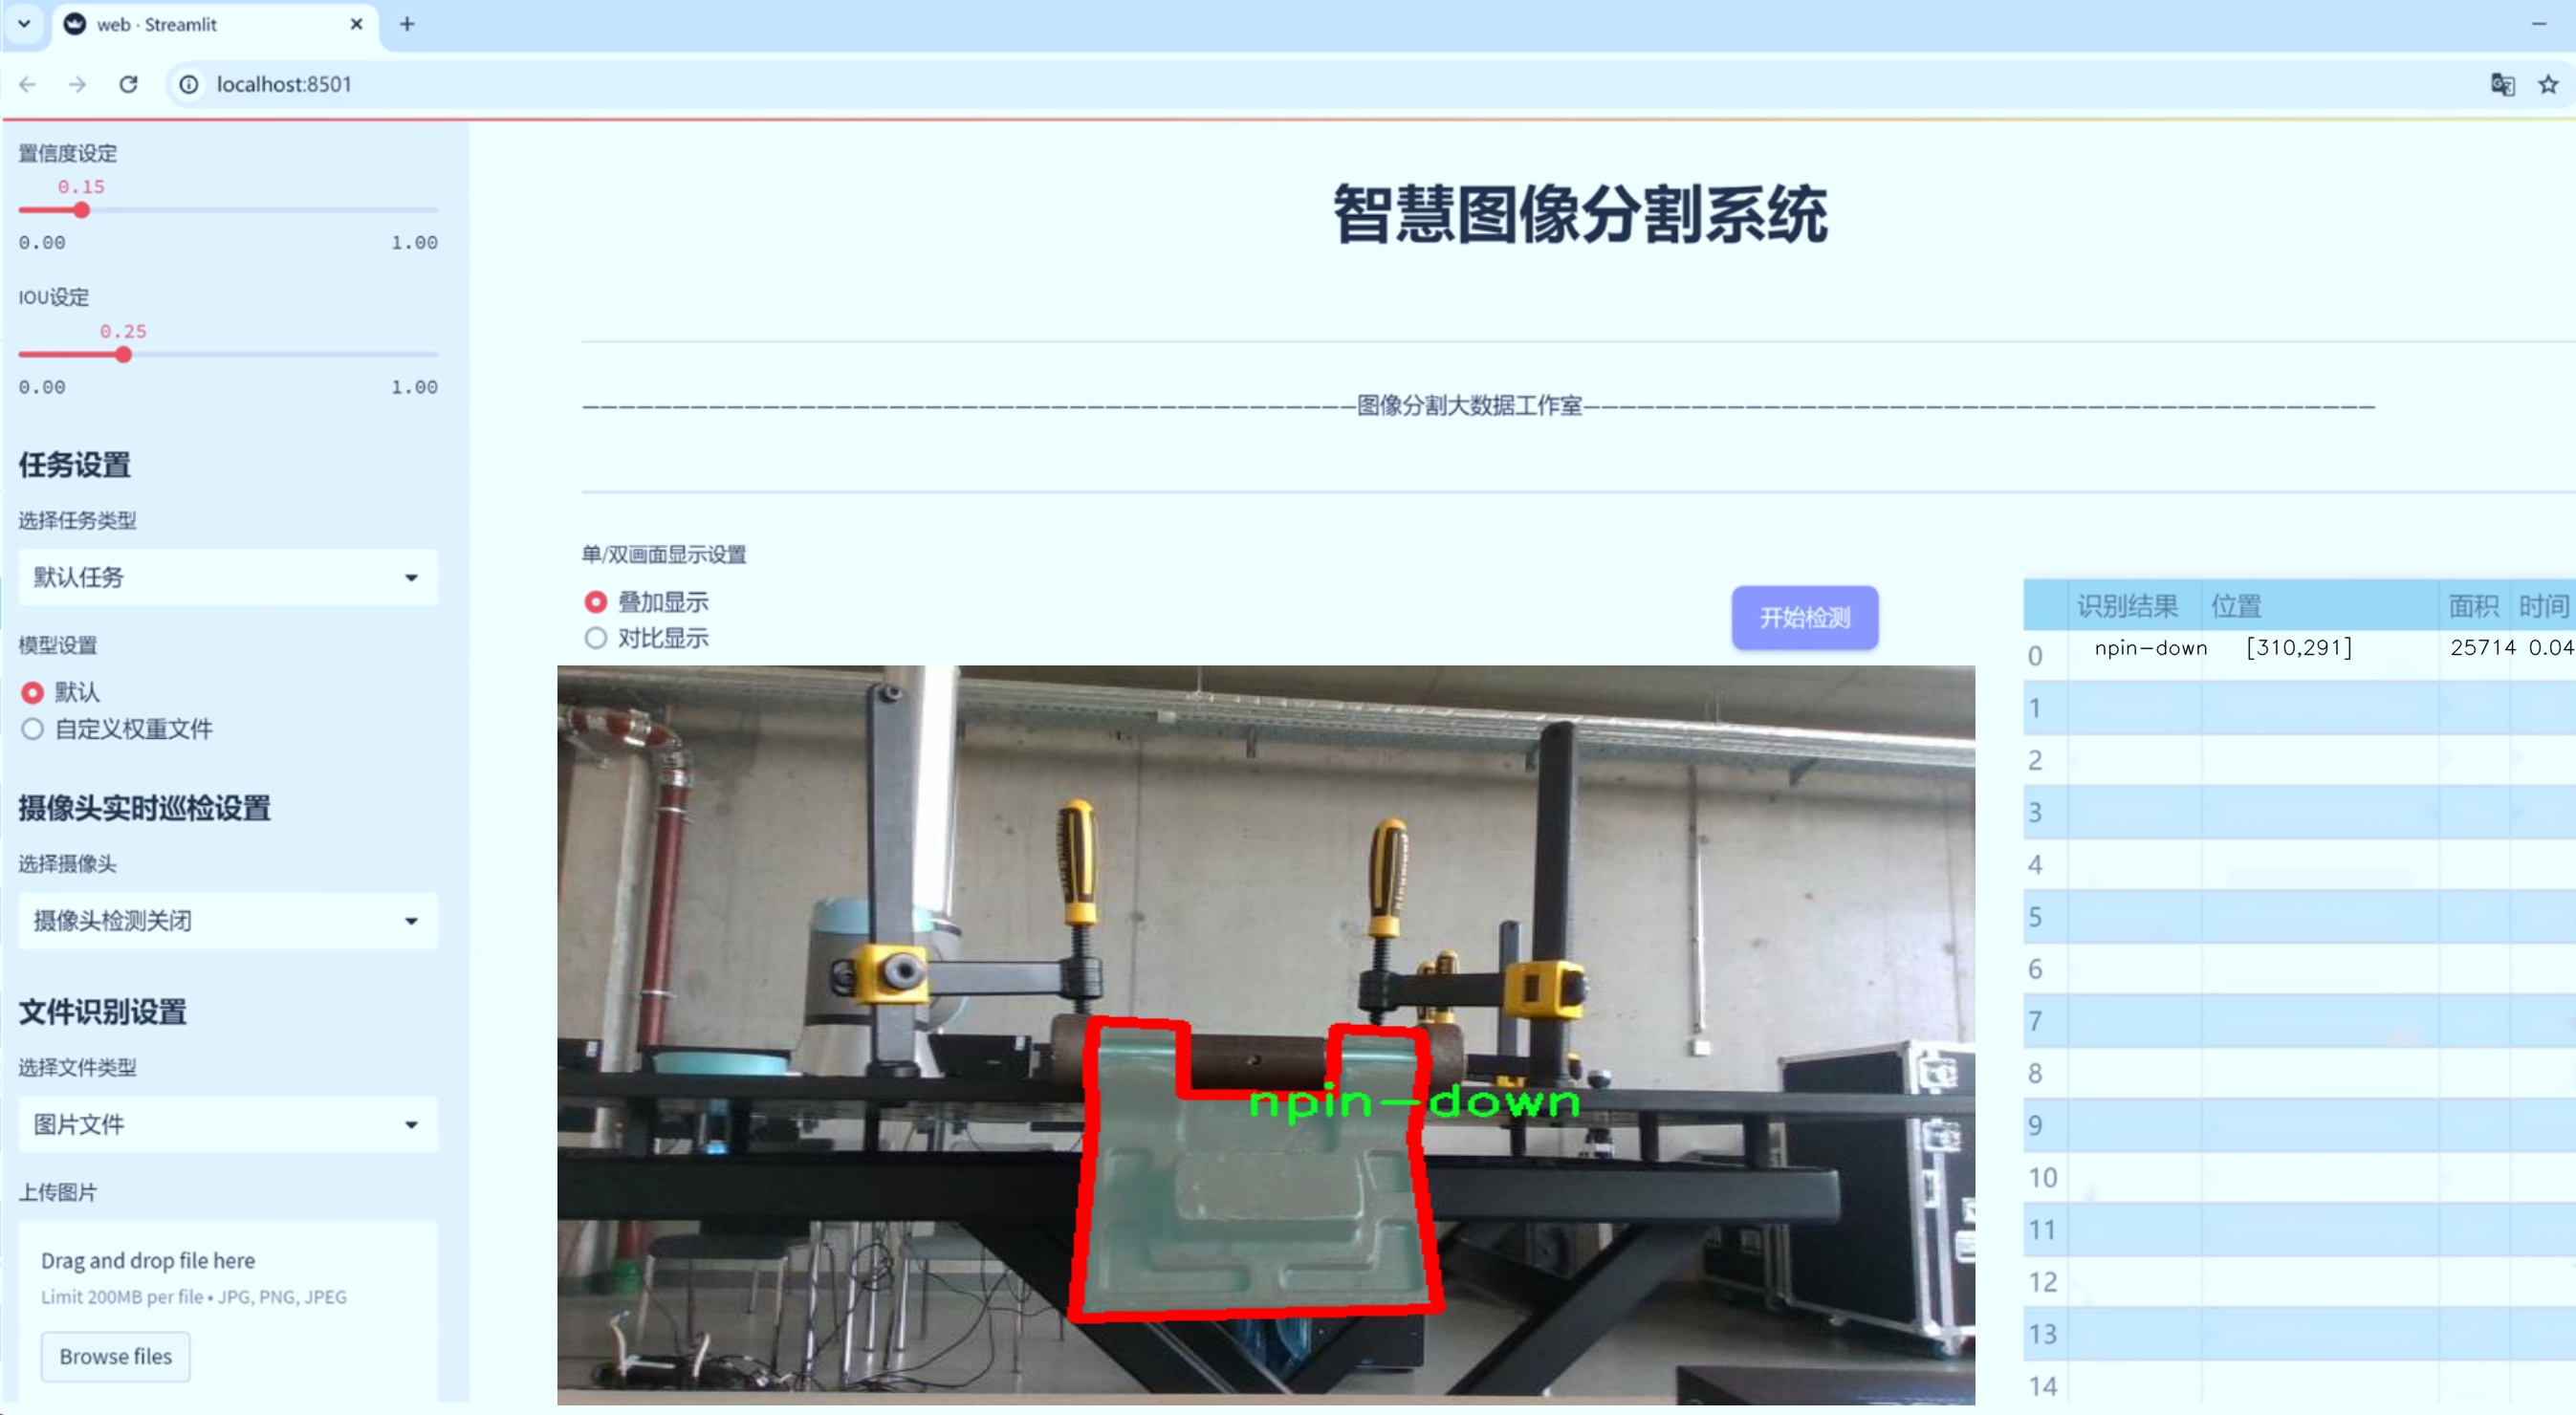 web · Streamlit
localhost:8501
置信度设定
0.15
0.00 1.00
IOU设定
0.25
0.00 1.00
任务设置
选择任务类型
默认任务
模型设置
默认
自定义权重文件
摄像头实时巡检设置
选择摄像头
摄像头检测关闭
文件识别设置
选择文件类型
图片文件
上传图片
Drag and drop file here
Limit 200MB per file • JPG, PNG, JPEG
Browse files
智慧图像分割系统
图像分割大数据工作室
单/双画面显示设置
叠加显示
对比显示
开始检测
npin-down
识别结果 位置 面积 时间
0 npin-down [310,291] 25714 0.04
1
2
3
4
5
6
7
8
9
10
11
12
13
14